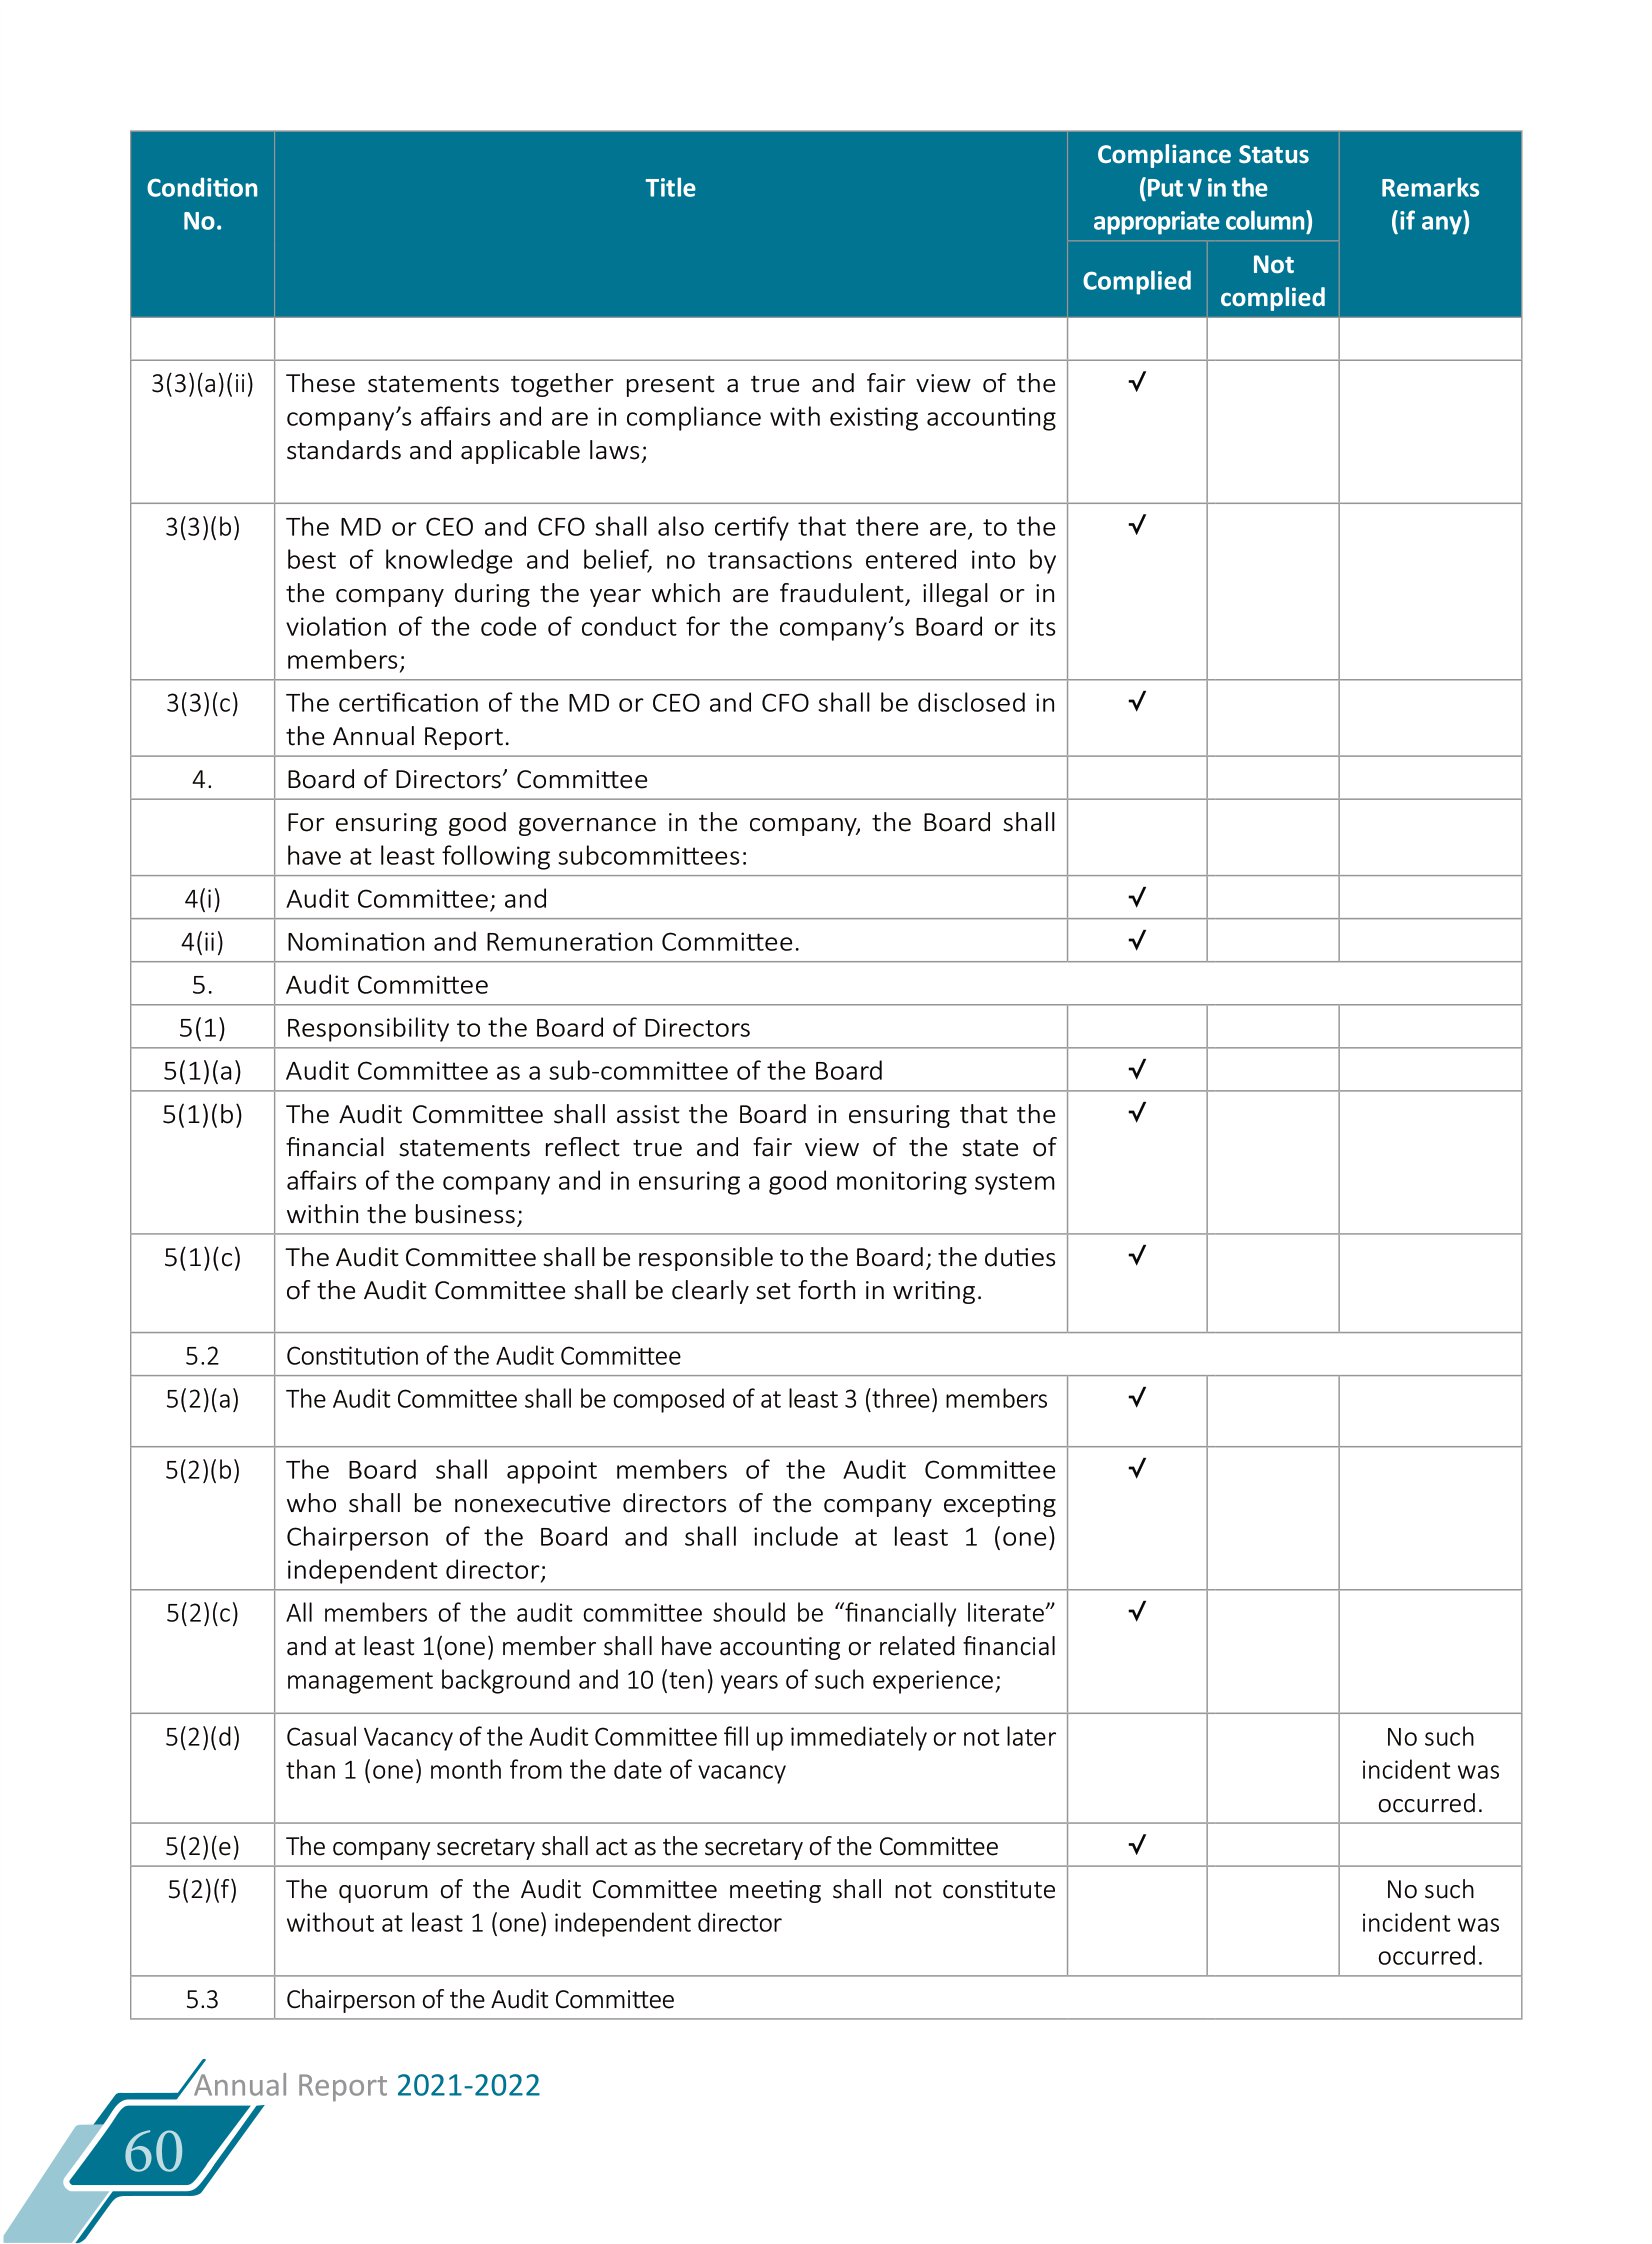 Condition
No.
Title
Compliance Status
(Put √ in the
appropriate column)
Remarks
(if any)
Complied
Not
complied
3(3)(a)(ii)
These statements together present a true and fair view of the
company’s affairs and are in compliance with existing accounting
standards and applicable laws;
√
3(3)(b)
The MD or CEO and CFO shall also certify that there are, to the
best of knowledge and belief, no transactions entered into by
the company during the year which are fraudulent, illegal or in
violation of the code of conduct for the company’s Board or its
members;
√
3(3)(c)
The certification of the MD or CEO and CFO shall be disclosed in
the Annual Report.
√
4.
Board of Directors’ Committee
For ensuring good governance in the company, the Board shall
have at least following subcommittees:
4(i)
Audit Committee; and
√
4(ii)
Nomination and Remuneration Committee.
√
5.
Audit Committee
5(1)
Responsibility to the Board of Directors
5(1)(a)
Audit Committee as a sub-committee of the Board
√
5(1)(b)
The Audit Committee shall assist the Board in ensuring that the
financial statements reflect true and fair view of the state of
affairs of the company and in ensuring a good monitoring system
within the business;
√
5(1)(c)
The Audit Committee shall be responsible to the Board; the duties
of the Audit Committee shall be clearly set forth in writing.
√
5.2
Constitution of the Audit Committee
5(2)(a)
The Audit Committee shall be composed of at least 3 (three) members
√
5(2)(b)
The Board shall appoint members of the Audit Committee
who shall be nonexecutive directors of the company excepting
Chairperson of the Board and shall include at least 1 (one)
independent director;
√
5(2)(c)
All members of the audit committee should be “financially literate”
and at least 1(one) member shall have accounting or related financial
management background and 10 (ten) years of such experience;
√
5(2)(d)
Casual Vacancy of the Audit Committee fill up immediately or not later
than 1 (one) month from the date of vacancy
No such
incident was
occurred.
5(2)(e)
The company secretary shall act as the secretary of the Committee
√
5(2)(f)
The quorum of the Audit Committee meeting shall not constitute
without at least 1 (one) independent director
No such
incident was
occurred.
5.3
Chairperson of the Audit Committee
Annual Report 2021-2022
60